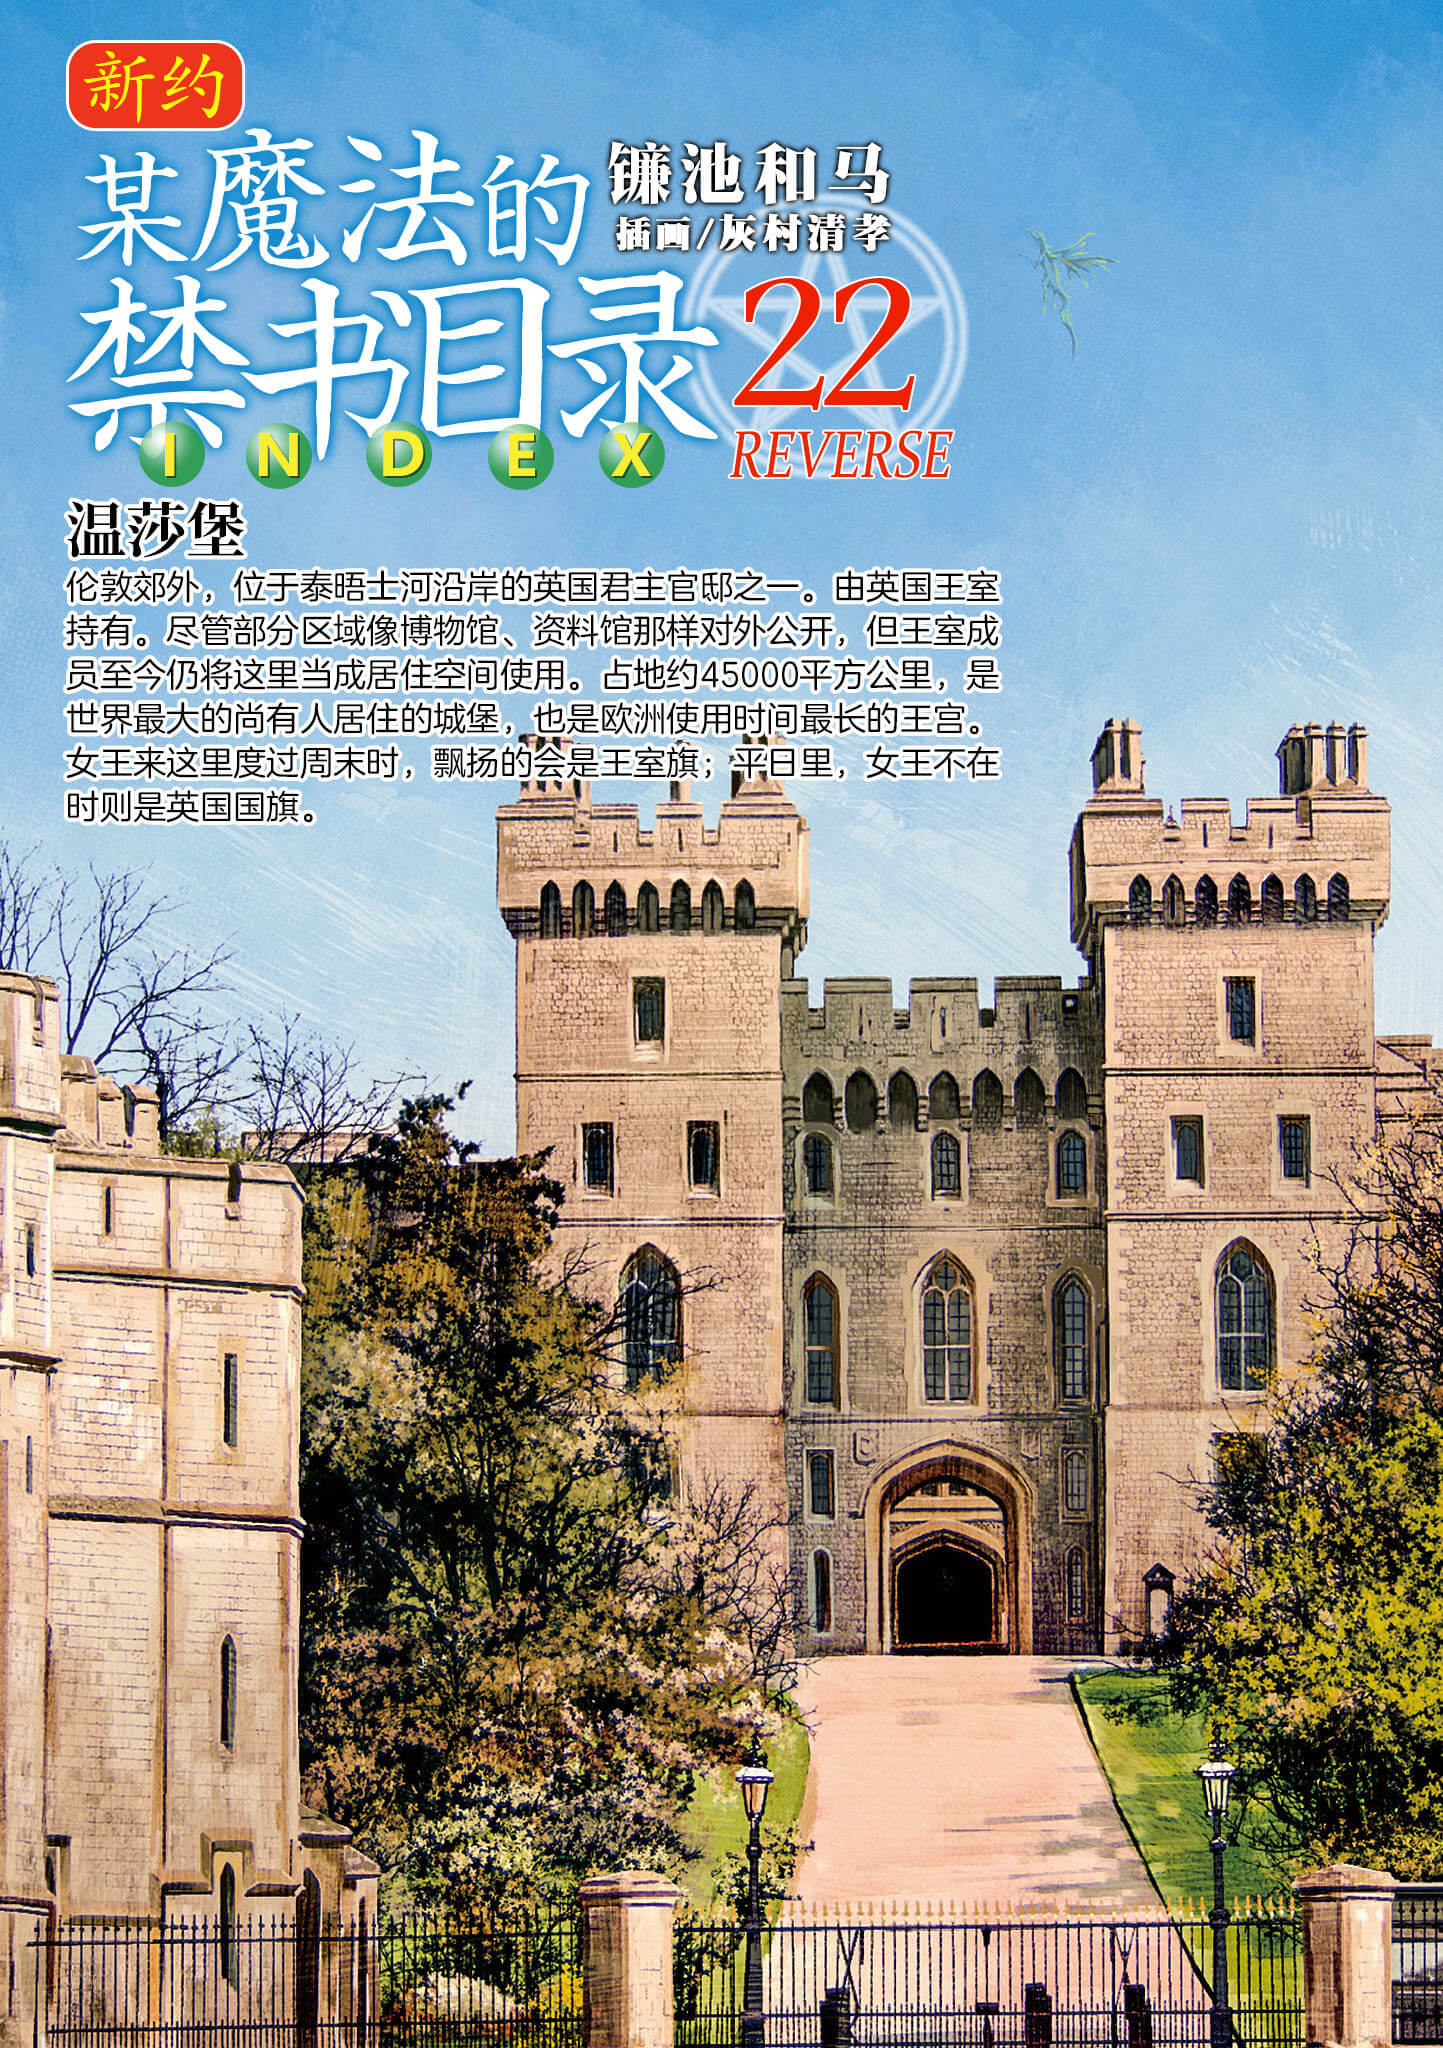 新约
某魔法的
禁书目录
INDEX
镰池和马
插画/灰村清孝
22
REVERSE
温莎堡
伦敦郊外，位于泰晤士河沿岸的英国君主官邸之一。由英国王室
持有。尽管部分区域像博物馆、资料馆那样对外公开，但王室成
员至今仍将这里当成居住空间使用。占地约45000平方公里，是
世界最大的尚有人居住的城堡，也是欧洲使用时间最长的王宫。
女王来这里度过周末时，飘扬的会是王室旗；平日里，女王不在
时则是英国国旗。